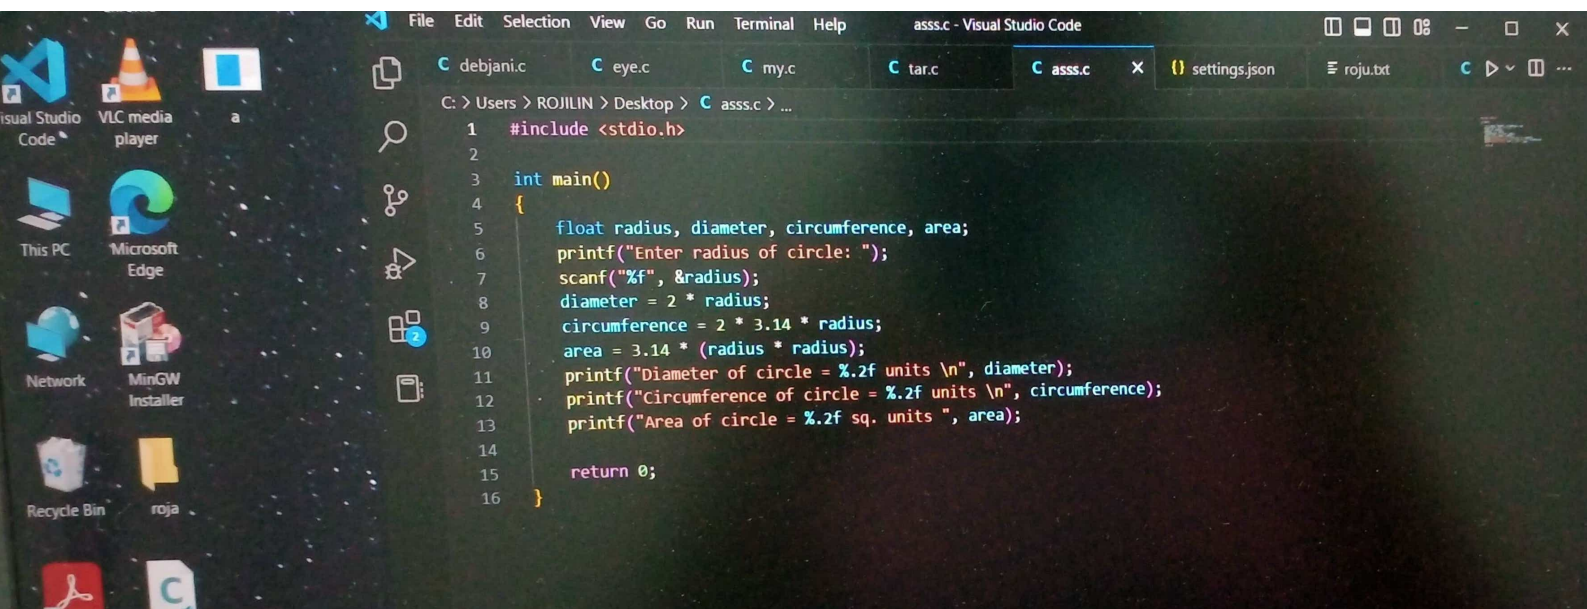 File Edit Selection View Go Run Terminal Help
asss.c - Visual Studio Code
C debjani.c
C eye.c
C my.c
C tar.c
C asss.c
{} settings.json
roju.txt
C: > Users > ROJILIN > Desktop > C asss.c > ...
1 #include <stdio.h>
2
3 int main()
4 {
5 float radius, diameter, circumference, area;
6 printf("Enter radius of circle: ");
7 scanf("%f", &radius);
8 diameter = 2 * radius;
9 circumference = 2 * 3.14 * radius;
10 area = 3.14 * (radius * radius);
11 printf("Diameter of circle = %.2f units \n", diameter);
12 printf("Circumference of circle = %.2f units \n", circumference);
13 printf("Area of circle = %.2f sq. units ", area);
14
15 return 0;
16 }
2
isual Studio
Code
VLC media
player
a
This PC
Microsoft
Edge
Network
MinGW
Installer
Recycle Bin
roja
C